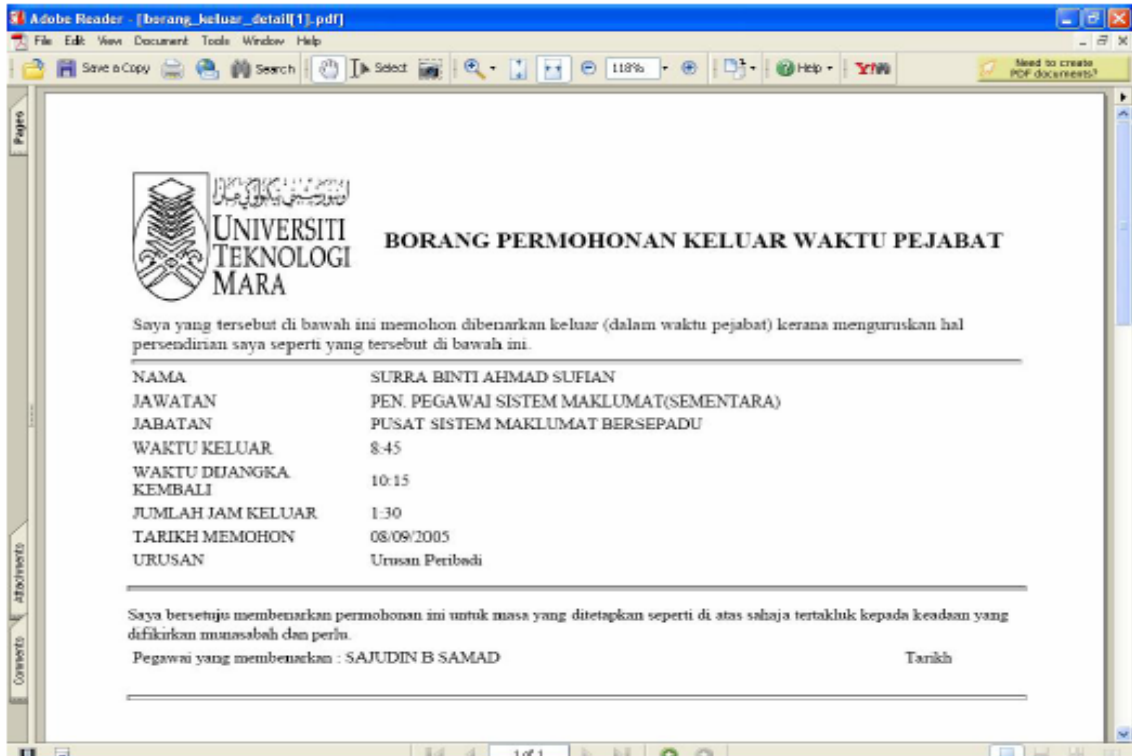 Adobe Reader - [borang_keluar_detail[1].pdf]
File Edit View Document Tools Window Help
Save a Copy Search Select 118% Help Y! Need to create PDF documents?
Pages
UNIVERSITI
TEKNOLOGI
MARA
BORANG PERMOHONAN KELUAR WAKTU PEJABAT
Saya yang tersebut di bawah ini memohon dibenarkan keluar (dalam waktu pejabat) kerana menguruskan hal
persendirian saya seperti yang tersebut di bawah ini.
NAMA SURRA BINTI AHMAD SUFIAN
JAWATAN PEN. PEGAWAI SISTEM MAKLUMAT(SEMENTARA)
JABATAN PUSAT SISTEM MAKLUMAT BERSEPADU
WAKTU KELUAR 8:45
WAKTU DIJANGKA
KEMBALI 10:15
JUMLAH JAM KELUAR 1:30
TARIKH MEMOHON 08/09/2005
URUSAN Urusan Peribadi
Attachments
Saya bersetuju membenarkan permohonan ini untuk masa yang ditetapkan seperti di atas sahaja tertakluk kepada keadaan yang
difikirkan munasabah dan perlu.
Pegawai yang membenarkan : SAJUDIN B SAMAD Tarikh
Comments
1 of 1